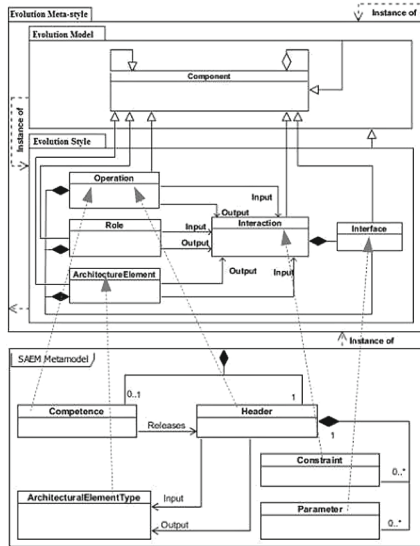 Evolution Meta-style
Instance of
Evolution Model
Component
Instance of
Evolution Style
Operation
Input
Output
Role
Input
Output
Interaction
Interface
ArchitectureElement
Output
Input
Instance of
SAEM Metamodel
0..1
1
Competence
Releases
Header
1
Constraint
0..*
ArchitecturalElementType
Input
Output
Parameter
0..*